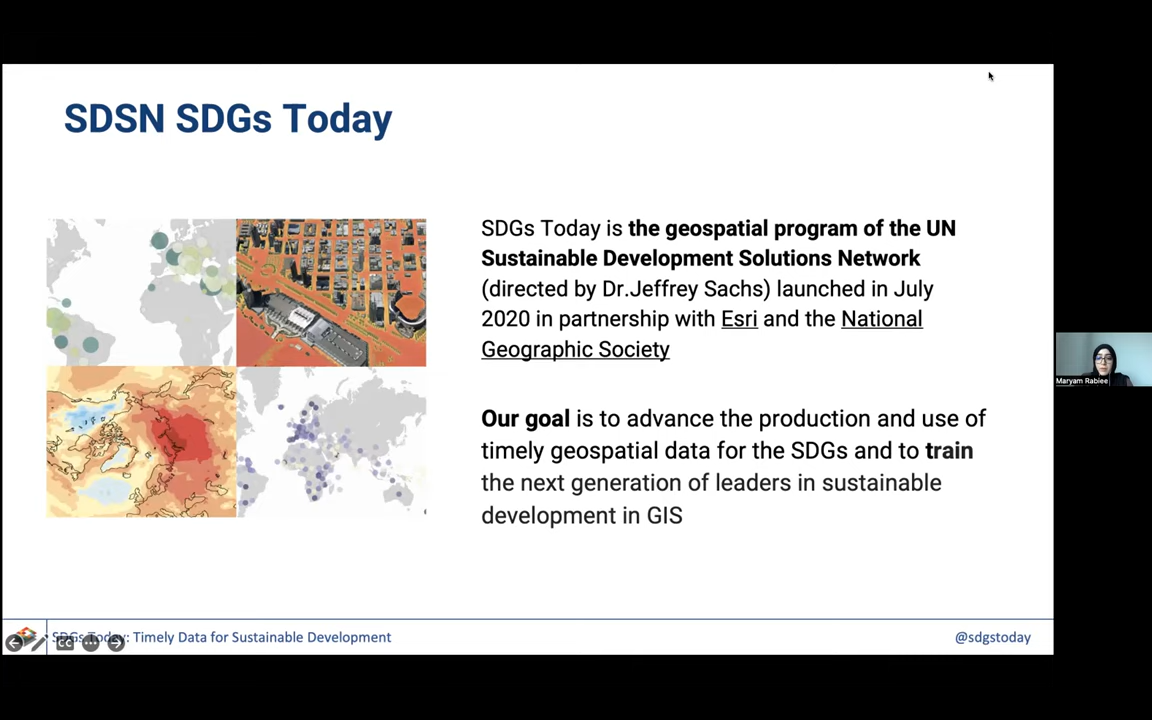 SDSN SDGs Today
SDGs Today is the geospatial program of the UN
Sustainable Development Solutions Network
(directed by Dr.Jeffrey Sachs) launched in July
2020 in partnership with Esri and the National
Geographic Society
Our goal is to advance the production and use of
timely geospatial data for the SDGs and to train
the next generation of leaders in sustainable
development in GIS
Maryam Rabiee
SDGs Today: Timely Data for Sustainable Development
CC
@sdgstoday